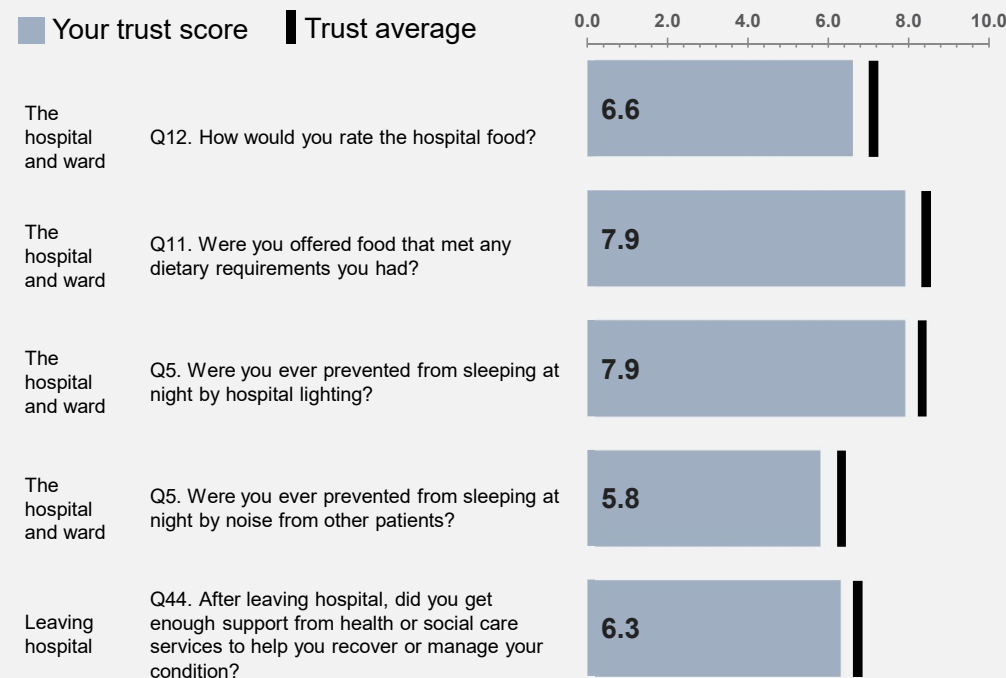 Your trust score
Trust average
0.0 2.0 4.0 6.0 8.0 10.0
The
hospital
and ward
Q12. How would you rate the hospital food?
6.6
The
hospital
and ward
Q11. Were you offered food that met any
dietary requirements you had?
7.9
The
hospital
and ward
Q5. Were you ever prevented from sleeping at
night by hospital lighting?
7.9
The
hospital
and ward
Q5. Were you ever prevented from sleeping at
night by noise from other patients?
5.8
Leaving
hospital
Q44. After leaving hospital, did you get
enough support from health or social care
services to help you recover or manage your
condition?
6.3